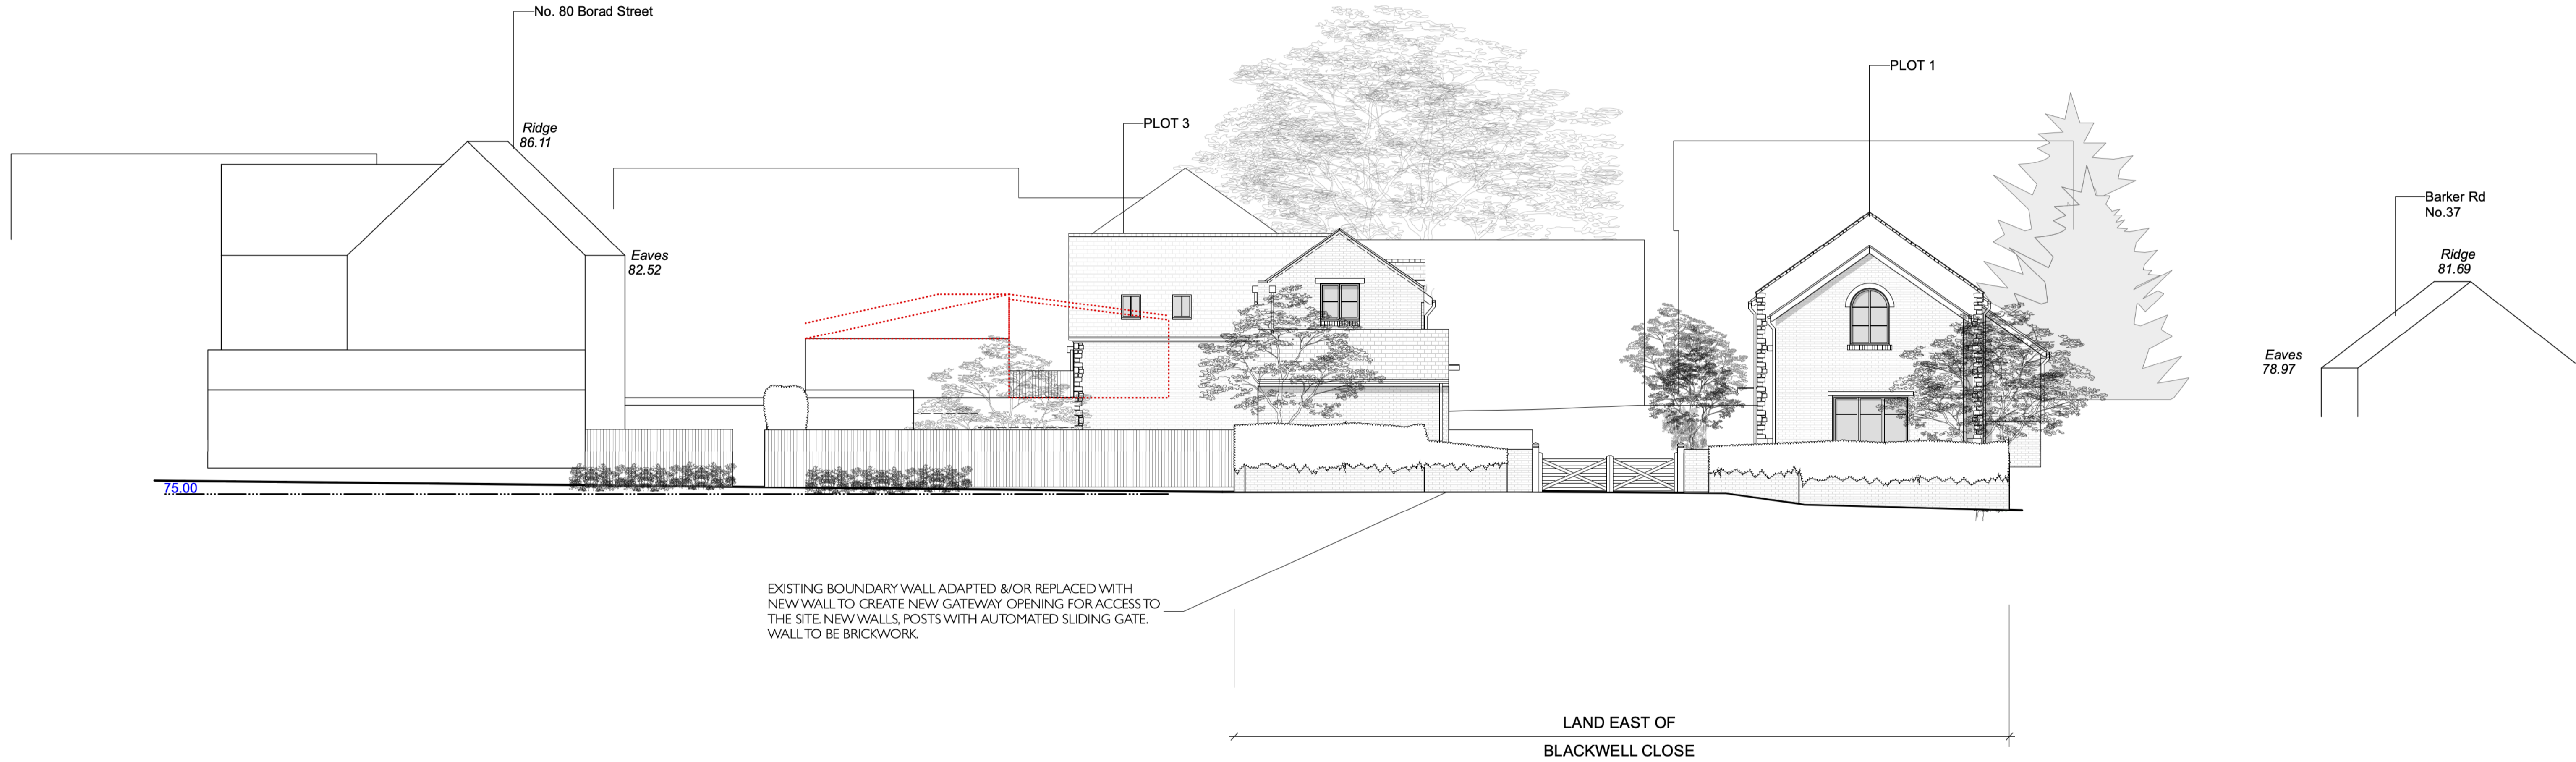 No. 80 Borad Street
Ridge
86.11
Eaves
82.52
PLOT 3
PLOT 1
Barker Rd
No.37
Ridge
81.69
Eaves
78.97
75.00
EXISTING BOUNDARY WALL ADAPTED &/OR REPLACED WITH
NEW WALL TO CREATE NEW GATEWAY OPENING FOR ACCESS TO
THE SITE. NEW WALLS, POSTS WITH AUTOMATED SLIDING GATE.
WALL TO BE BRICKWORK.
LAND EAST OF
BLACKWELL CLOSE